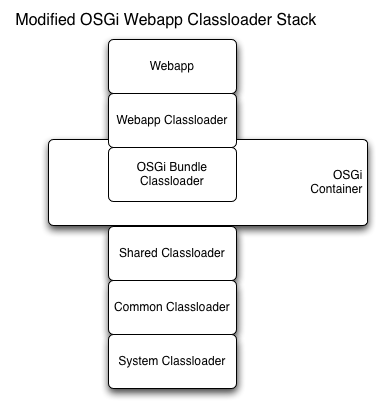 Modified OSGi Webapp Classloader Stack
Webapp
Webapp Classloader
OSGi Bundle
Classloader
OSGi
Container
Shared Classloader
Common Classloader
System Classloader